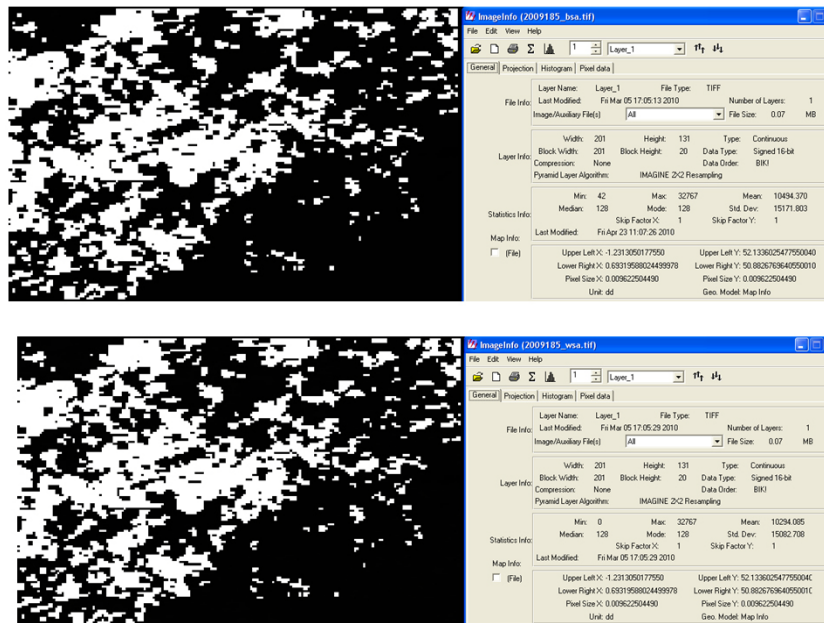 ImageInfo (2009185_bsa.tif)
File Edit View Help
1 Layer_1
General Projection Histogram Pixel data
File Info:
Layer Name: Layer_1 File Type: TIFF
Last Modified: Fri Mar 05 17:05:13 2010 Number of Layers: 1
Image/Auxiliary File(s) All File Size: 0.07 MB
Layer Info:
Width: 201 Height: 131 Type: Continuous
Block Width: 201 Block Height: 20 Data Type: Signed 16-bit
Compression: None Data Order: BIKI
Pyramid Layer Algorithm: IMAGINE 2X2 Resampling
Statistics Info:
Min: 42 Max: 32767 Mean: 10494.370
Median: 128 Mode: 128 Std. Dev: 15171.803
Skip Factor X: 1 Skip Factor Y: 1
Last Modified: Fri Apr 23 11:07:26 2010
Map Info:
(File)
Upper Left X: -1.2313050177550 Upper Left Y: 52.1336025477550040
Lower Right X: 0.69319588024499978 Lower Right Y: 50.8826769640550010
Pixel Size X: 0.009622504490 Pixel Size Y: 0.009622504490
Unit: dd Geo. Model: Map Info
ImageInfo (2009185_wsa.tif)
File Edit View Help
1 Layer_1
General Projection Histogram Pixel data
File Info:
Layer Name: Layer_1 File Type: TIFF
Last Modified: Fri Mar 05 17:05:29 2010 Number of Layers: 1
Image/Auxiliary File(s) All File Size: 0.07 MB
Layer Info:
Width: 201 Height: 131 Type: Continuous
Block Width: 201 Block Height: 20 Data Type: Signed 16-bit
Compression: None Data Order: BIKI
Pyramid Layer Algorithm: IMAGINE 2X2 Resampling
Statistics Info:
Min: 0 Max: 32767 Mean: 10294.085
Median: 128 Mode: 128 Std. Dev: 15082.708
Skip Factor X: 1 Skip Factor Y: 1
Last Modified: Fri Mar 05 17:05:29 2010
Map Info:
(File)
Upper Left X: -1.2313050177550 Upper Left Y: 52.133602547755004(
Lower Right X: 0.69319588024499978 Lower Right Y: 50.882676964055001(
Pixel Size X: 0.009622504490 Pixel Size Y: 0.009622504490
Unit: dd Geo. Model: Map Info